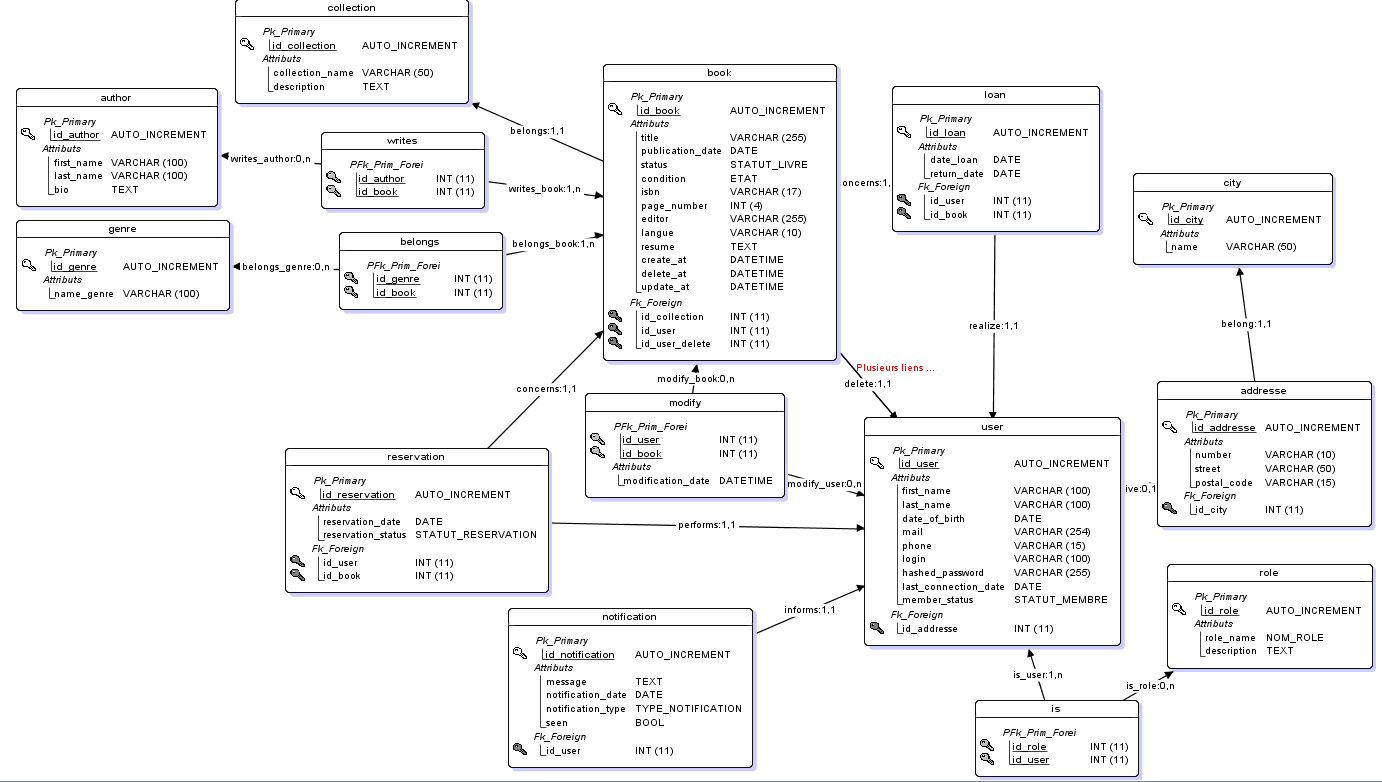 collection
Pk_Primary
id_collection AUTO_INCREMENT
Attributs
collection_name VARCHAR (50)
description TEXT
author
Pk_Primary
id_author AUTO_INCREMENT
Attributs
first_name VARCHAR (100)
last_name VARCHAR (100)
bio TEXT
writes
PFk_Prim_Forei
id_author INT (11)
id_book INT (11)
writes_author:0,n
writes_book:1,n
belongs:1,1
genre
Pk_Primary
id_genre AUTO_INCREMENT
Attributs
name_genre VARCHAR (100)
belongs
PFk_Prim_Forei
id_genre INT (11)
id_book INT (11)
belongs_genre:0,n
belongs_book:1,n
book
Pk_Primary
id_book AUTO_INCREMENT
Attributs
title VARCHAR (255)
publication_date DATE
status STATUT_LIVRE
condition ETAT
isbn VARCHAR (17)
page_number INT (4)
editor VARCHAR (255)
langue VARCHAR (10)
resume TEXT
create_at DATETIME
delete_at DATETIME
update_at DATETIME
Fk_Foreign
id_collection INT (11)
id_user INT (11)
id_user_delete INT (11)
loan
Pk_Primary
id_loan AUTO_INCREMENT
Attributs
date_loan DATE
return_date DATE
Fk_Foreign
id_user INT (11)
id_book INT (11)
oncerns:1,
realize:1,1
city
Pk_Primary
id_city AUTO_INCREMENT
Attributs
name VARCHAR (50)
belong:1,1
addresse
Pk_Primary
id_addresse AUTO_INCREMENT
Attributs
number VARCHAR (10)
street VARCHAR (50)
postal_code VARCHAR (15)
Fk_Foreign
id_city INT (11)
ive:0,1
Plusieurs liens ...
delete:1,1
concerns:1,1
modify_book:0,n
modify
PFk_Prim_Forei
id_user INT (11)
id_book INT (11)
Attributs
modification_date DATETIME
modify_user:0,n
user
Pk_Primary
id_user AUTO_INCREMENT
Attributs
first_name VARCHAR (100)
last_name VARCHAR (100)
date_of_birth DATE
mail VARCHAR (254)
phone VARCHAR (15)
login VARCHAR (100)
hashed_password VARCHAR (255)
last_connection_date DATE
member_status STATUT_MEMBRE
Fk_Foreign
id_addresse INT (11)
reservation
Pk_Primary
id_reservation AUTO_INCREMENT
Attributs
reservation_date DATE
reservation_status STATUT_RESERVATION
Fk_Foreign
id_user INT (11)
id_book INT (11)
performs:1,1
informs:1,1
notification
Pk_Primary
id_notification AUTO_INCREMENT
Attributs
message TEXT
notification_date DATE
notification_type TYPE_NOTIFICATION
seen BOOL
Fk_Foreign
id_user INT (11)
role
Pk_Primary
id_role AUTO_INCREMENT
Attributs
role_name NOM_ROLE
description TEXT
is_user:1,n
is_role:0,n
is
PFk_Prim_Forei
id_role INT (11)
id_user INT (11)